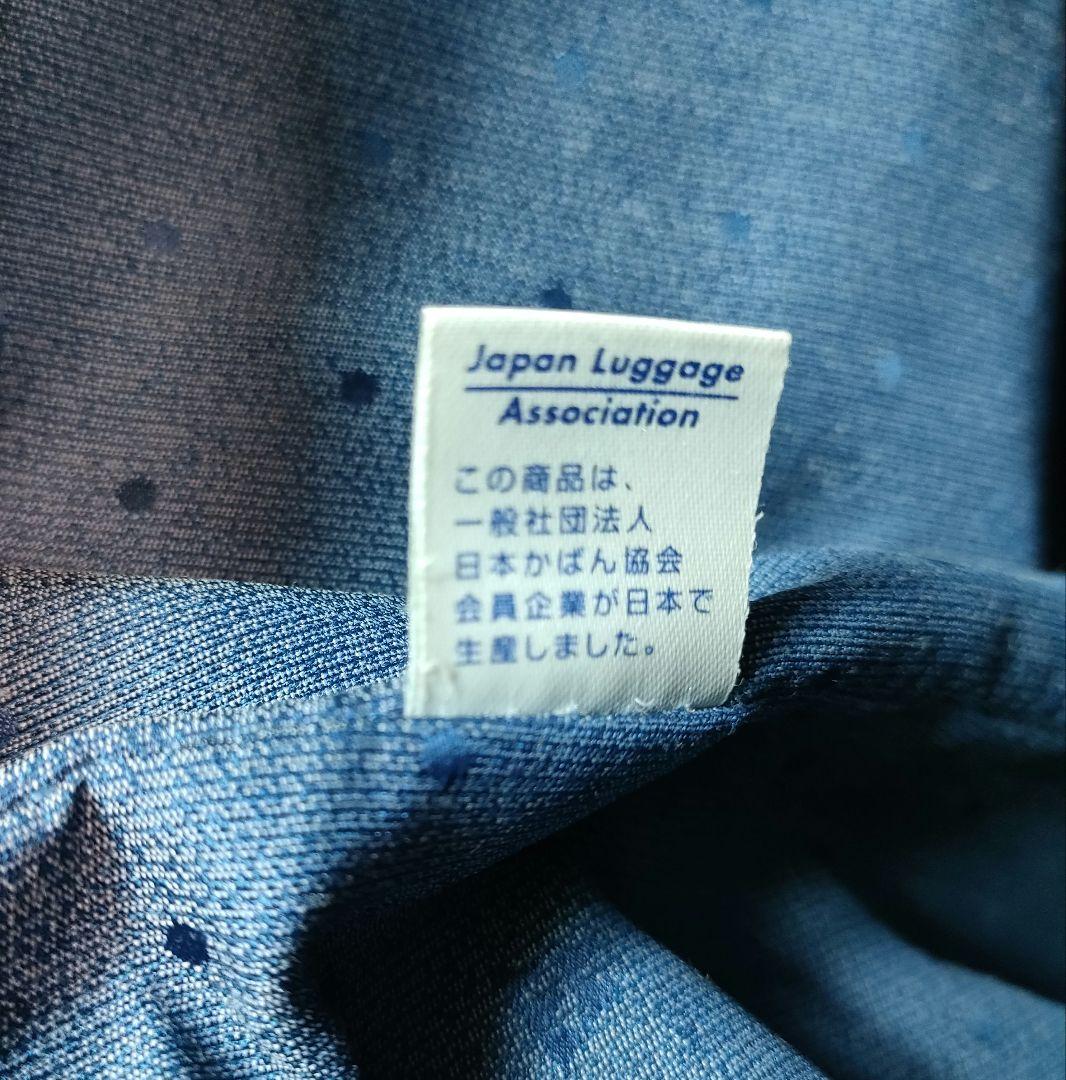 Japan Luggage
Association
この商品は、
一般社団法人
日本かばん協会
会員企業が日本で
生産しました。